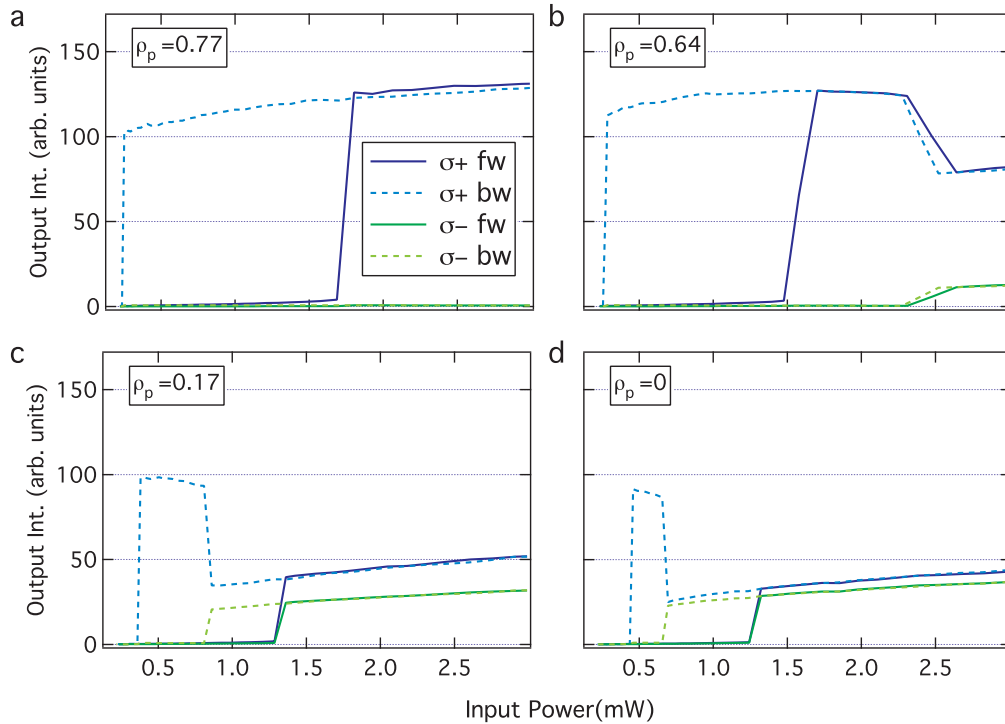 a
b
ρp =0.77
ρp =0.64
150
100
50
0
Output Int. (arb. units)
σ+ fw
σ+ bw
σ− fw
σ− bw
c
d
ρp =0.17
ρp =0
150
100
50
0
Output Int. (arb. units)
0.5 1.0 1.5 2.0 2.5
0.5 1.0 1.5 2.0 2.5
Input Power(mW)